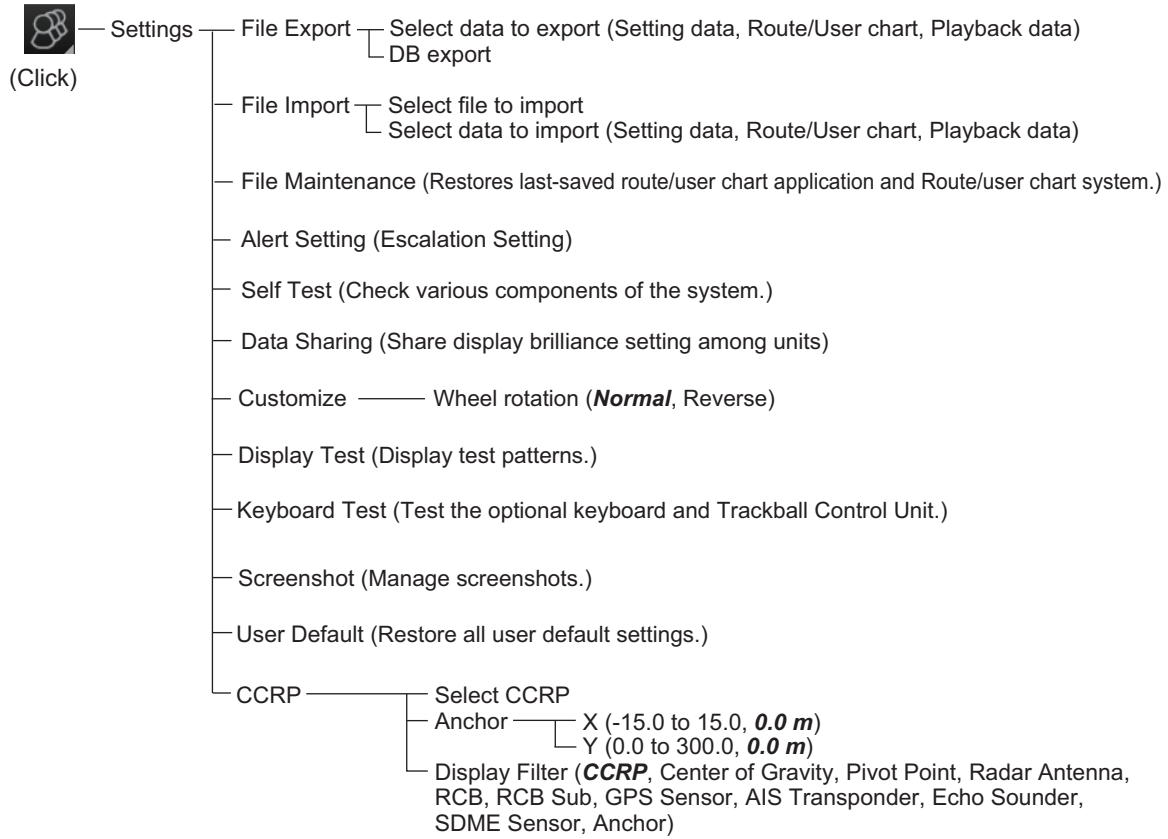 Settings
(Click)
File Export
Select data to export (Setting data, Route/User chart, Playback data)
DB export
File Import
Select file to import
Select data to import (Setting data, Route/User chart, Playback data)
File Maintenance (Restores last-saved route/user chart application and Route/user chart system.)
Alert Setting (Escalation Setting)
Self Test (Check various components of the system.)
Data Sharing (Share display brilliance setting among units)
Customize
Wheel rotation (Normal, Reverse)
Display Test (Display test patterns.)
Keyboard Test (Test the optional keyboard and Trackball Control Unit.)
Screenshot (Manage screenshots.)
User Default (Restore all user default settings.)
CCRP
Select CCRP
Anchor
X (-15.0 to 15.0, 0.0 m)
Y (0.0 to 300.0, 0.0 m)
Display Filter (CCRP, Center of Gravity, Pivot Point, Radar Antenna,
RCB, RCB Sub, GPS Sensor, AIS Transponder, Echo Sounder,
SDME Sensor, Anchor)